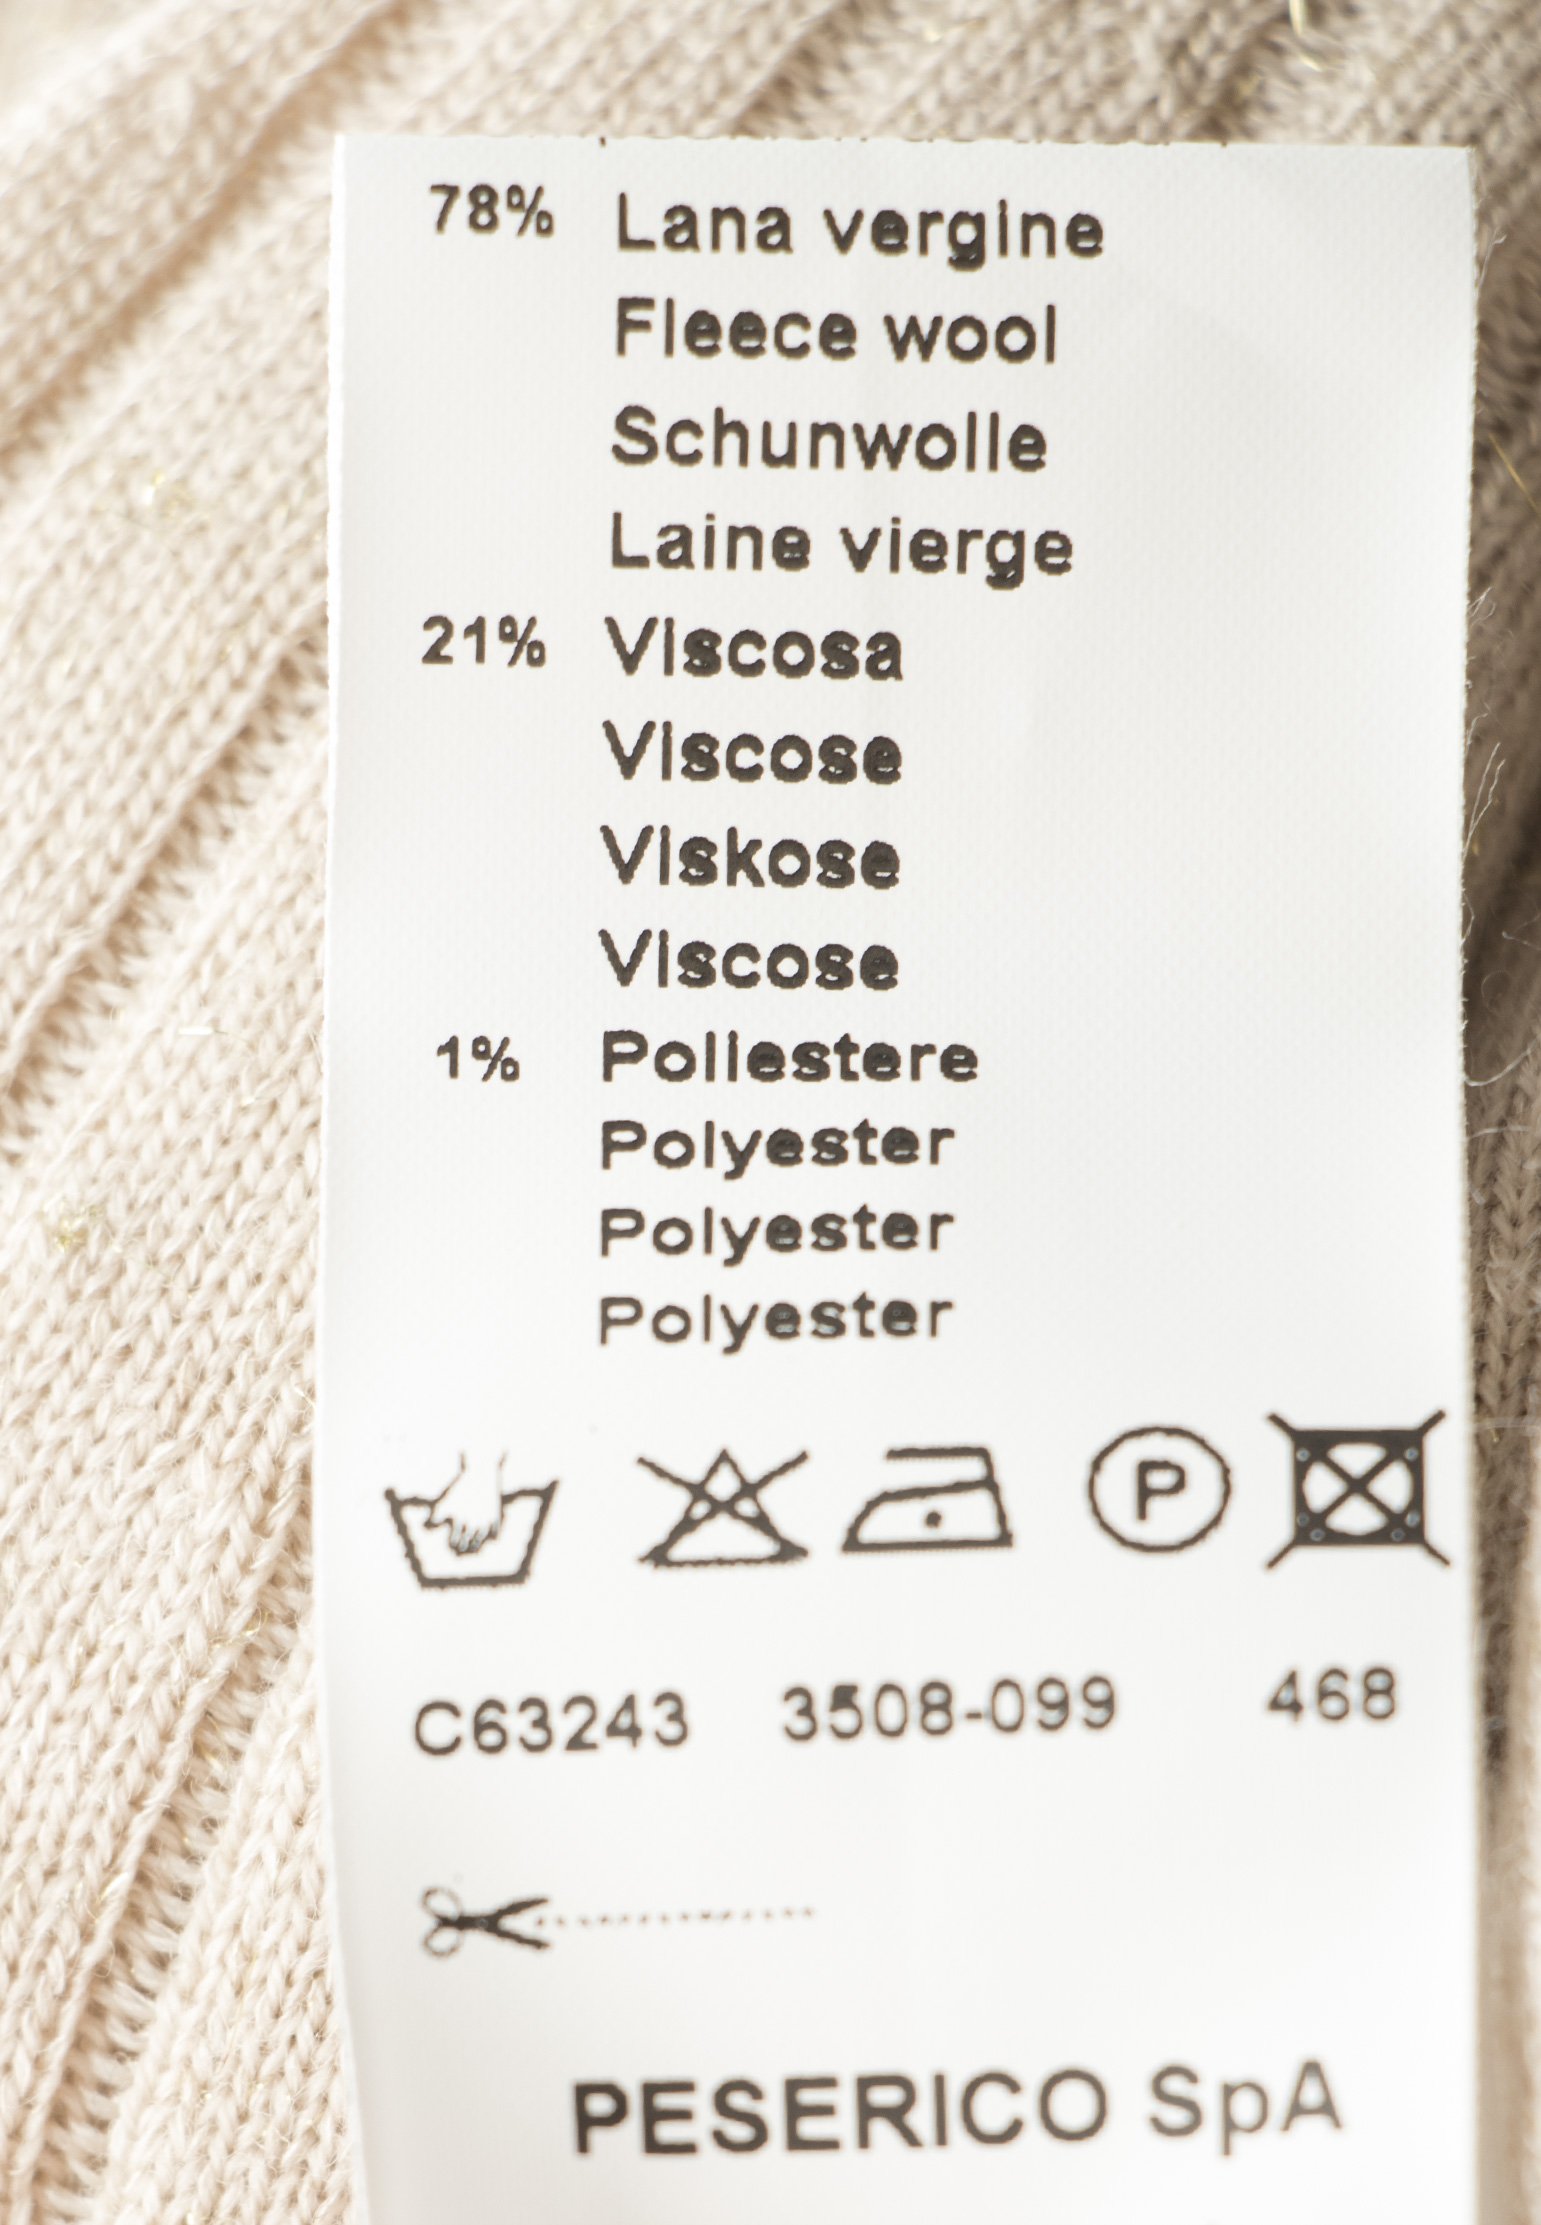 78% Lana vergine
Fleece wool
Schunwolle
Laine vierge
21% Viscosa
Viscose
Viskose
Viscose
1% Poliestere
Polyester
Polyester
Polyester
P
C63243 3508-099 468
PESERICO SpA